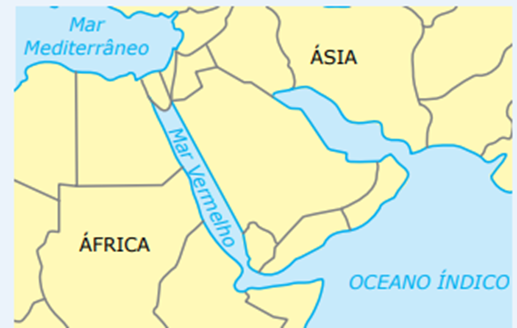 Mar
Mediterrâneo
ÁSIA
Mar Vermelho
ÁFRICA
OCEANO ÍNDICO